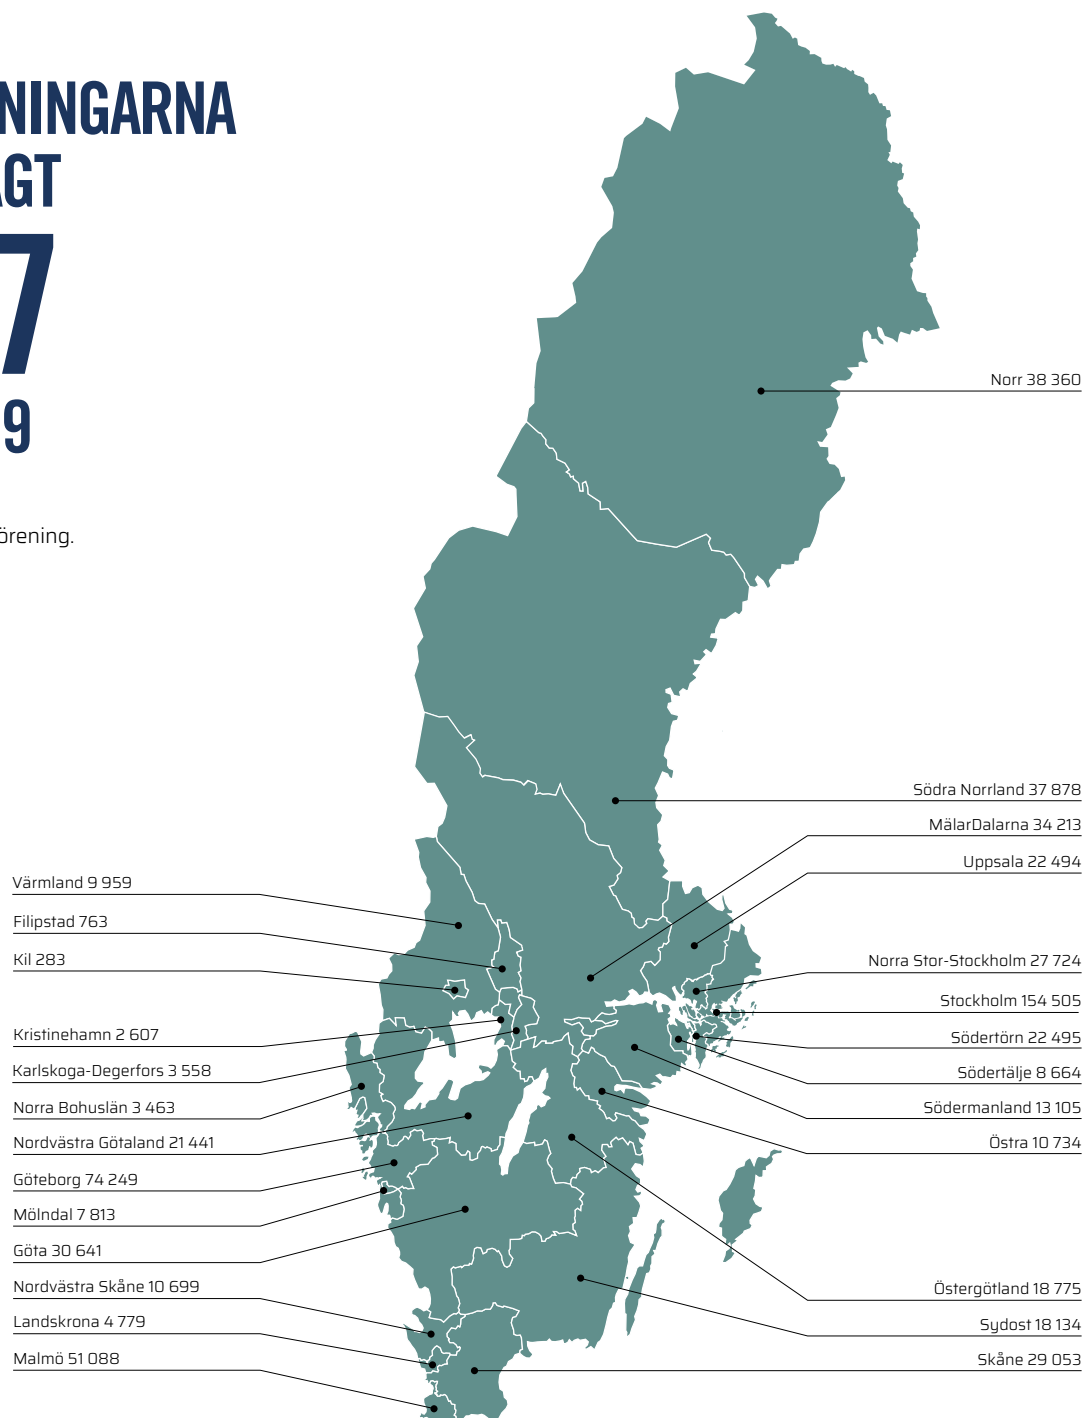 NINGARNA
AGT
7
9
örening.
Norr 38 360
Södra Norrland 37 878
MälarDalarna 34 213
Uppsala 22 494
Norra Stor-Stockholm 27 724
Stockholm 154 505
Södertörn 22 495
Södertälje 8 664
Södermanland 13 105
Östra 10 734
Östergötland 18 775
Sydost 18 134
Skåne 29 053
Värmland 9 959
Filipstad 763
Kil 283
Kristinehamn 2 607
Karlskoga-Degerfors 3 558
Norra Bohuslän 3 463
Nordvästra Götaland 21 441
Göteborg 74 249
Mölndal 7 813
Göta 30 641
Nordvästra Skåne 10 699
Landskrona 4 779
Malmö 51 088